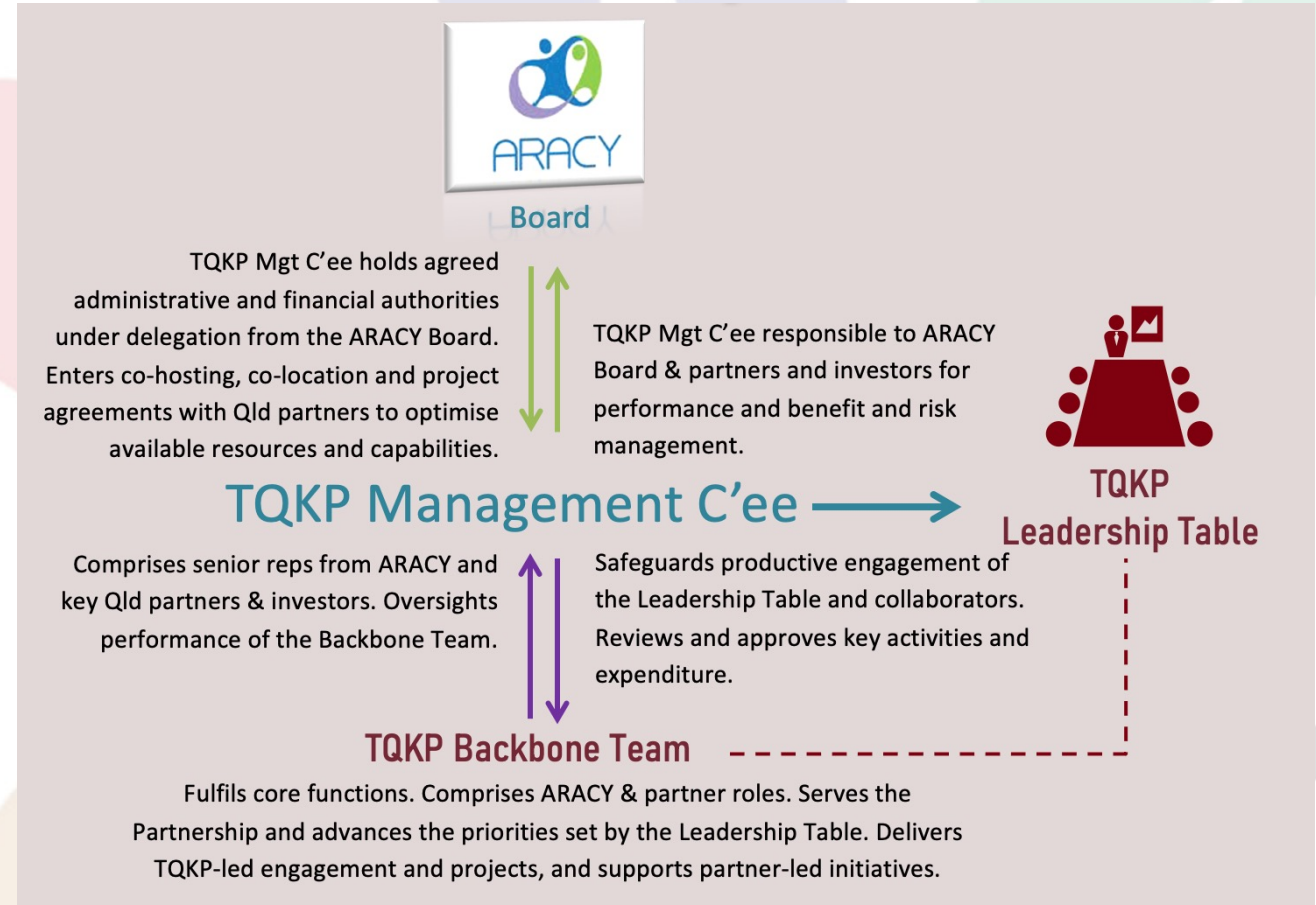 ARACY
Board
TQKP Mgt C’ee holds agreed
administrative and financial authorities
under delegation from the ARACY Board.
Enters co-hosting, co-location and project
agreements with Qld partners to optimise
available resources and capabilities.
TQKP Mgt C’ee responsible to ARACY
Board & partners and investors for
performance and benefit and risk
management.
TQKP Management C’ee
TQKP
Leadership Table
Comprises senior reps from ARACY and
key Qld partners & investors. Oversights
performance of the Backbone Team.
Safeguards productive engagement of
the Leadership Table and collaborators.
Reviews and approves key activities and
expenditure.
TQKP Backbone Team
Fulfils core functions. Comprises ARACY & partner roles. Serves the
Partnership and advances the priorities set by the Leadership Table. Delivers
TQKP-led engagement and projects, and supports partner-led initiatives.